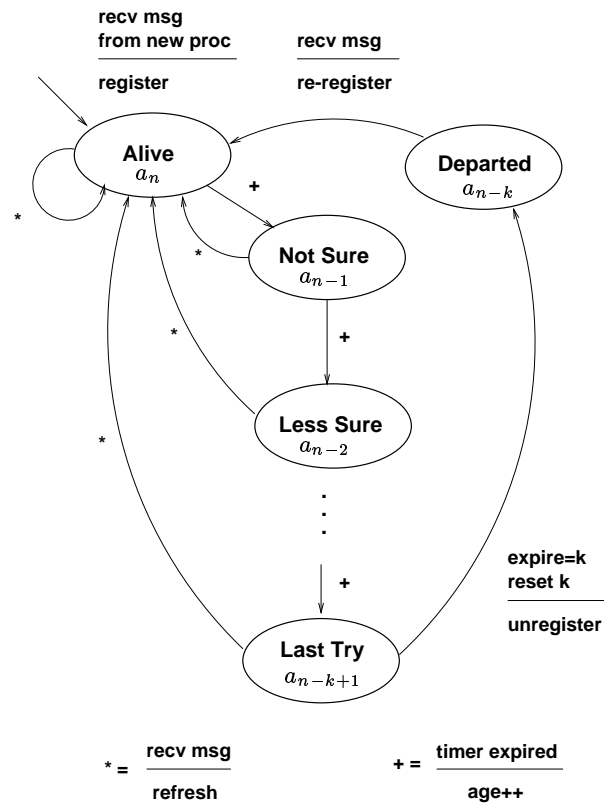 recv msg
from new proc
register
recv msg
re-register
Alive
a_n
Departed
a_{n-k}
*
+
*
Not Sure
a_{n-1}
*
+
Less Sure
a_{n-2}
*
.
.
.
+
expire=k
reset k
unregister
Last Try
a_{n-k+1}
* = recv msg
refresh
+ = timer expired
age++